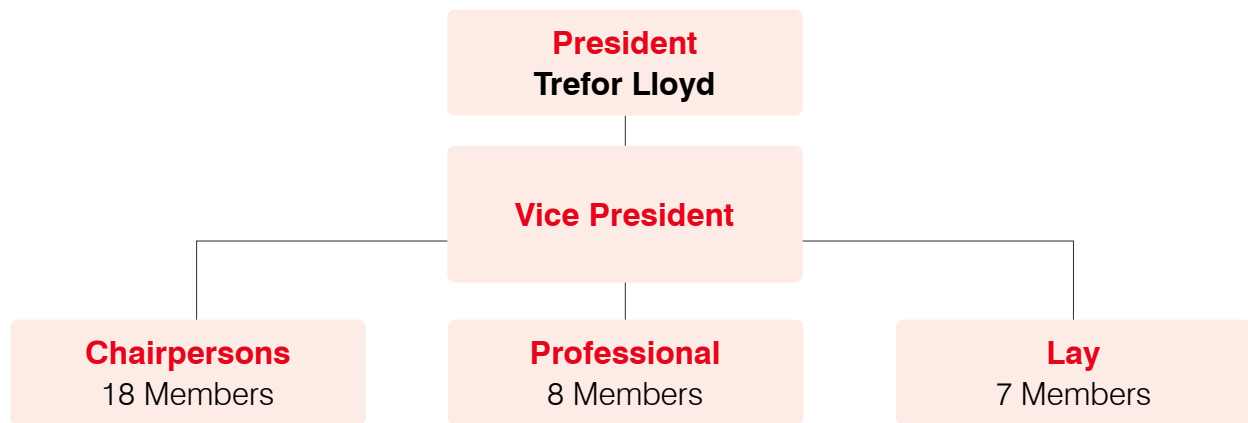 President
Trefor Lloyd
Vice President
Chairpersons
18 Members
Professional
8 Members
Lay
7 Members